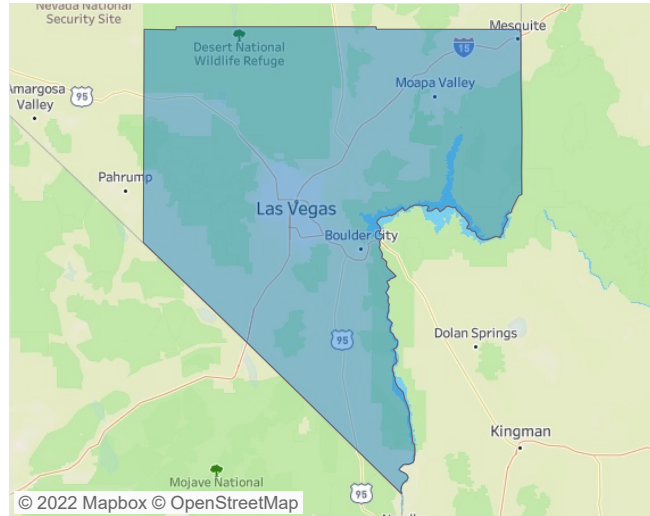 Nevada National
Security Site
Mesquite
Desert National
Wildlife Refuge
15
Moapa Valley
Amargosa
Valley
95
Pahrump
Las Vegas
Boulder City
95
Dolan Springs
Kingman
Mojave National
95
© 2022 Mapbox © OpenStreetMap